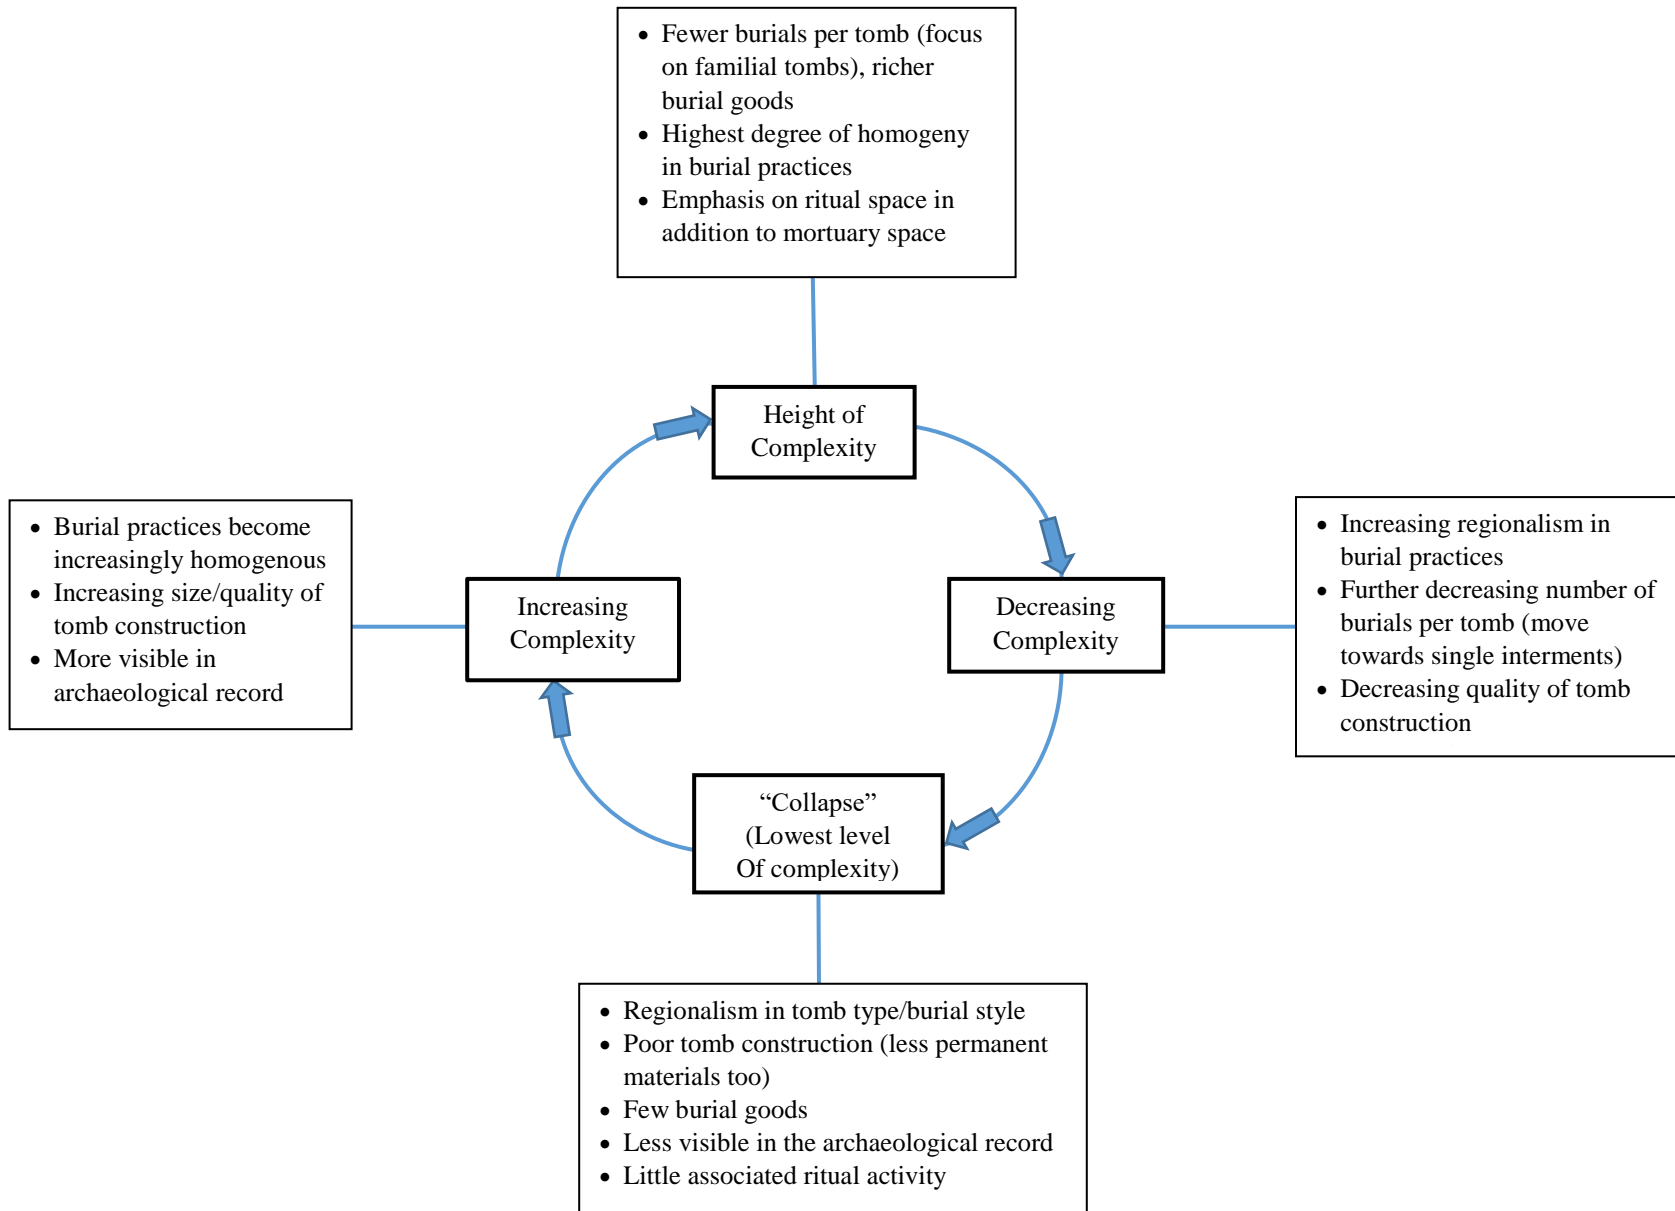 • Fewer burials per tomb (focus
on familial tombs), richer
burial goods
• Highest degree of homogeny
in burial practices
• Emphasis on ritual space in
addition to mortuary space
Height of
Complexity
• Burial practices become
increasingly homogenous
• Increasing size/quality of
tomb construction
• More visible in
archaeological record
Increasing
Complexity
Decreasing
Complexity
• Increasing regionalism in
burial practices
• Further decreasing number of
burials per tomb (move
towards single interments)
• Decreasing quality of tomb
construction
“Collapse”
(Lowest level
Of complexity)
• Regionalism in tomb type/burial style
• Poor tomb construction (less permanent
materials too)
• Few burial goods
• Less visible in the archaeological record
• Little associated ritual activity